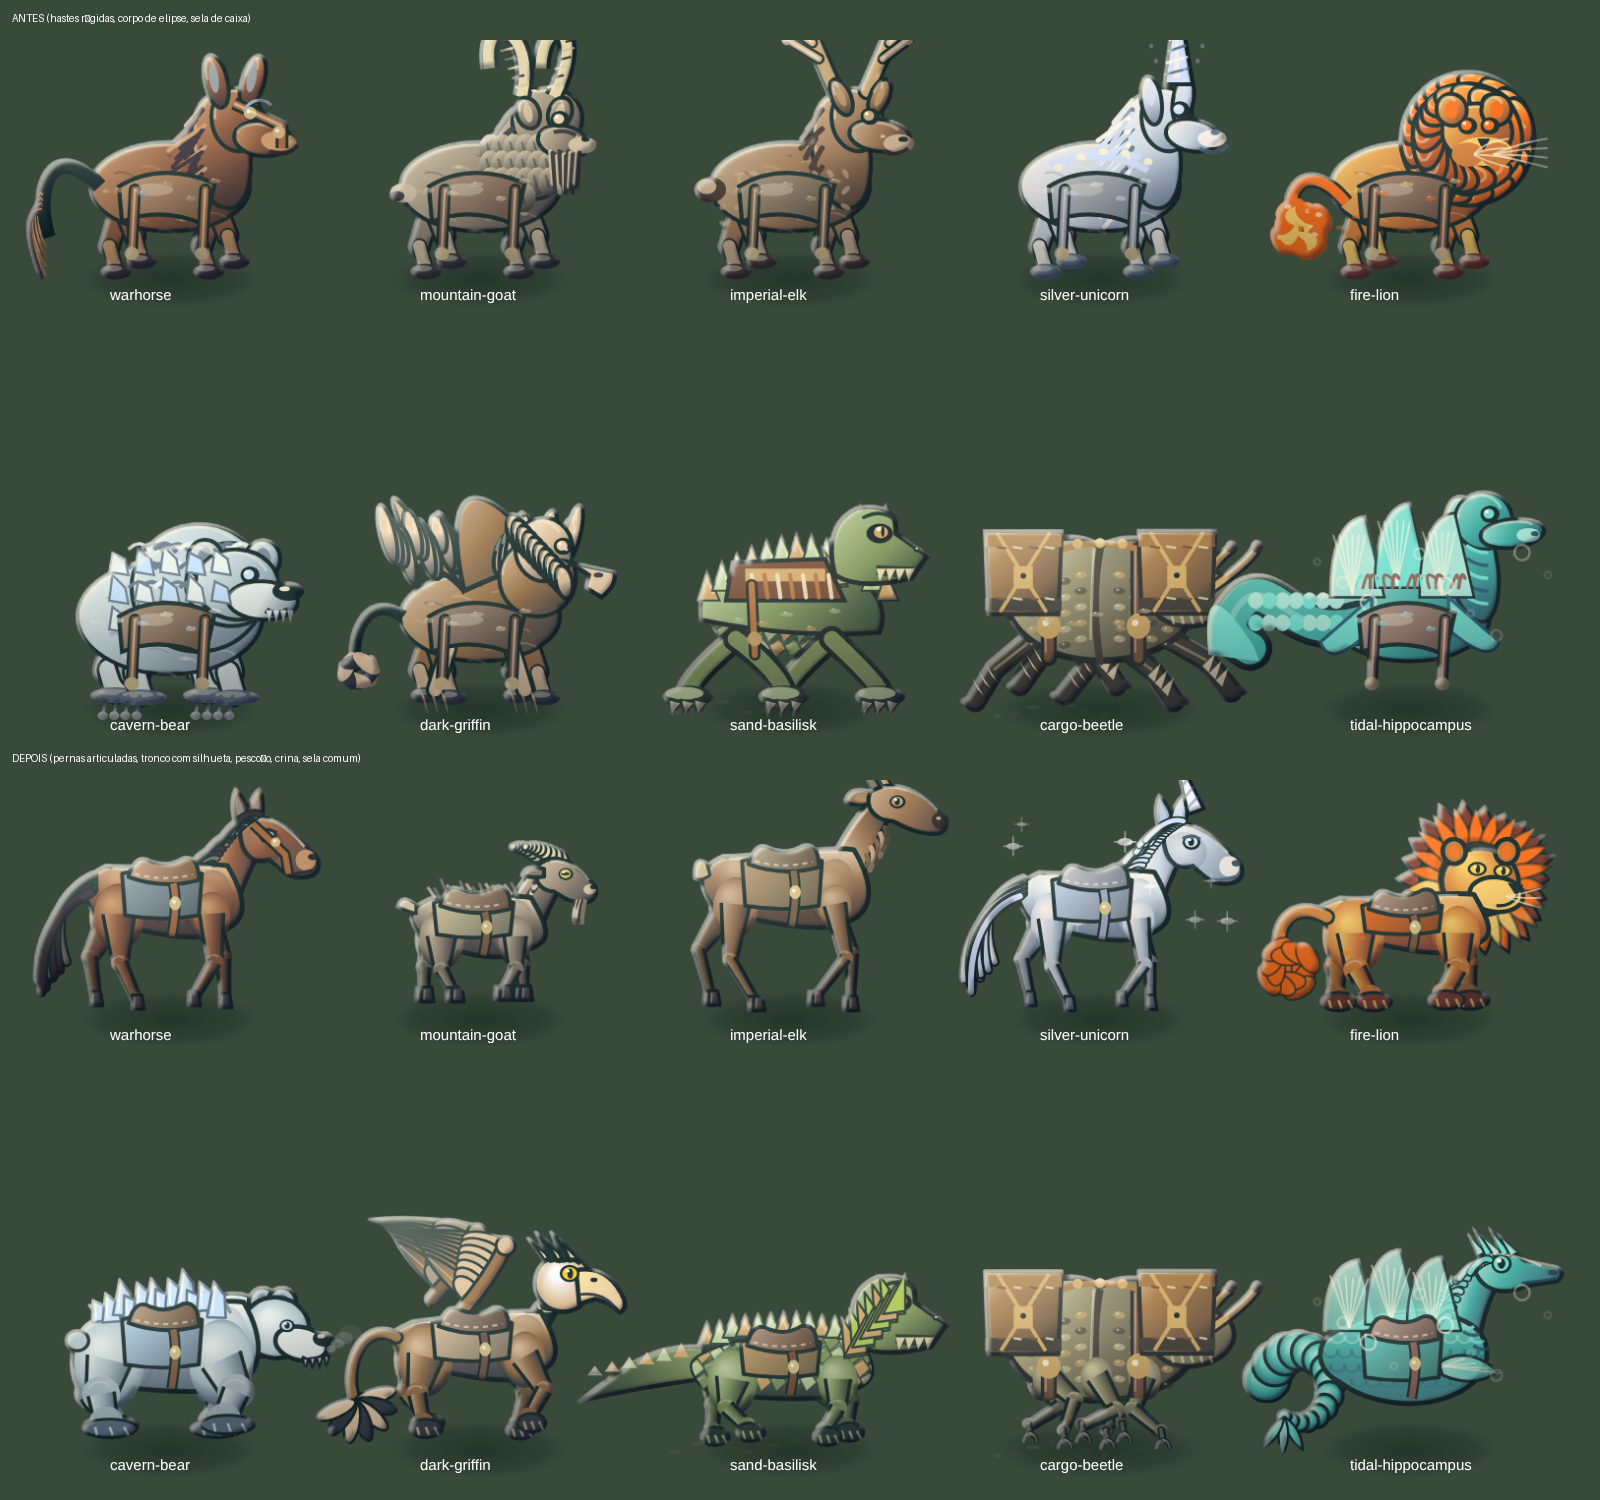 ANTES (hastes r□gidas, corpo de elipse, sela de caixa)
warhorse
mountain-goat
imperial-elk
silver-unicorn
fire-lion
cavern-bear
dark-griffin
sand-basilisk
cargo-beetle
tidal-hippocampus
DEPOIS (pernas articuladas, tronco com silhueta, pesco□o, crina, sela comum)
warhorse
mountain-goat
imperial-elk
silver-unicorn
fire-lion
cavern-bear
dark-griffin
sand-basilisk
cargo-beetle
tidal-hippocampus